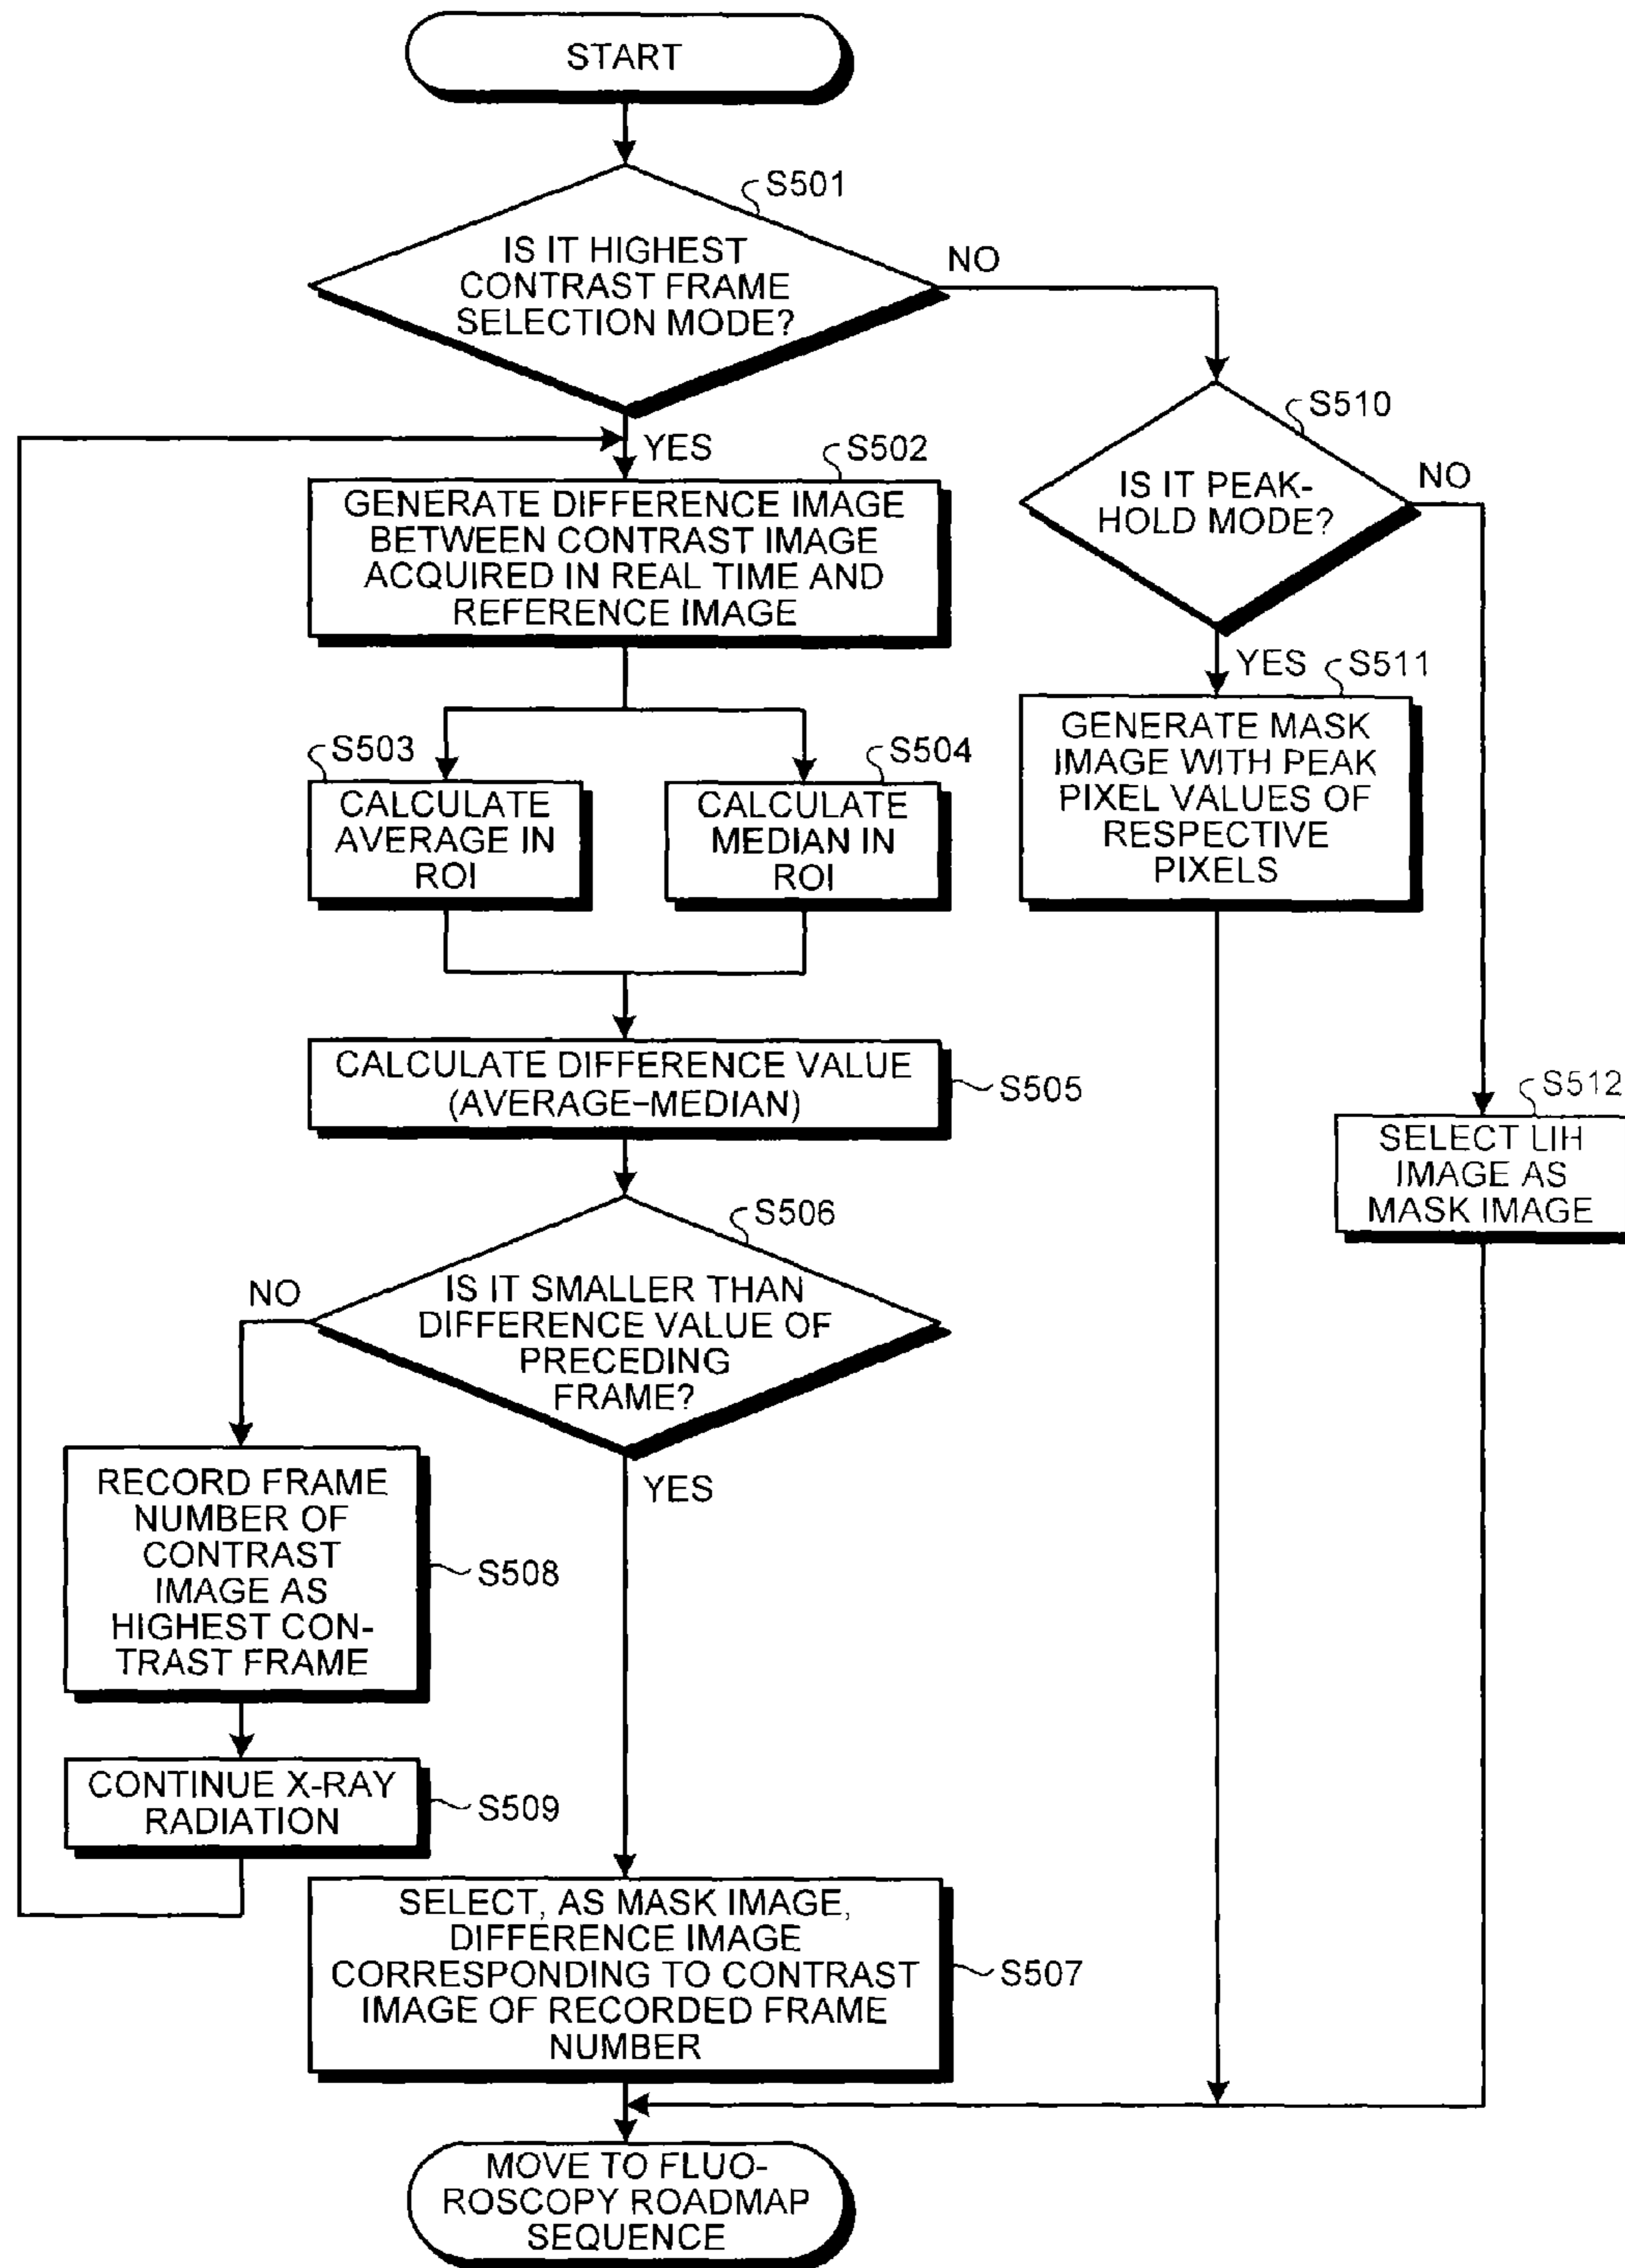 START
S501
IS IT HIGHEST
CONTRAST FRAME
SELECTION MODE?
NO
YES
S502
GENERATE DIFFERENCE IMAGE
BETWEEN CONTRAST IMAGE
ACQUIRED IN REAL TIME AND
REFERENCE IMAGE
S503
CALCULATE
AVERAGE IN
ROI
S504
CALCULATE
MEDIAN IN
ROI
CALCULATE DIFFERENCE VALUE
(AVERAGE–MEDIAN)
S505
S506
IS IT SMALLER THAN
DIFFERENCE VALUE OF
PRECEDING
FRAME?
NO
YES
RECORD FRAME
NUMBER OF
CONTRAST
IMAGE AS
HIGHEST CON-
TRAST FRAME
S508
CONTINUE X-RAY
RADIATION
S509
SELECT, AS MASK IMAGE,
DIFFERENCE IMAGE
CORRESPONDING TO CONTRAST
IMAGE OF RECORDED FRAME
NUMBER
S507
S510
IS IT PEAK-
HOLD MODE?
NO
YES
S511
GENERATE MASK
IMAGE WITH PEAK
PIXEL VALUES OF
RESPECTIVE
PIXELS
S512
SELECT LIH
IMAGE AS
MASK IMAGE
MOVE TO FLUO-
ROSCOPY ROADMAP
SEQUENCE